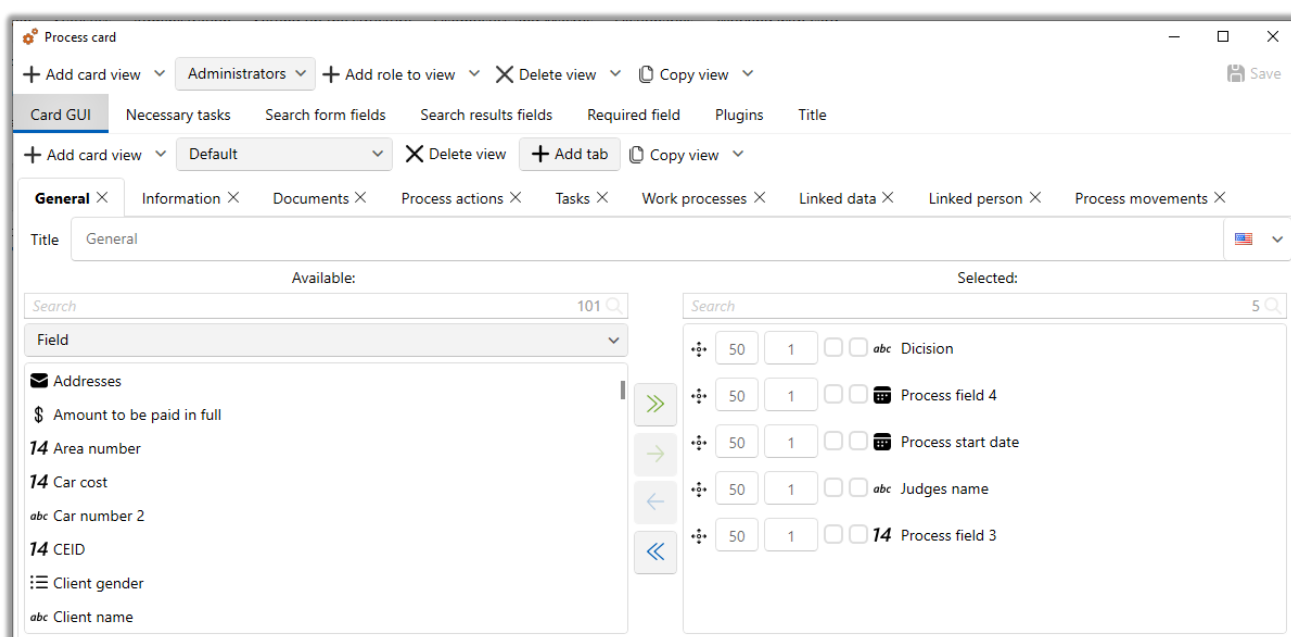 Process card
Add card view Administrators Add role to view Delete view Copy view Save
Card GUI Necessary tasks Search form fields Search results fields Required field Plugins Title
Add card view Default Delete view Add tab Copy view
General Information Documents Process actions Tasks Work processes Linked data Linked person Process movements
Title General
Available: Selected:
Search 101 Search 5
Field
50 1 abc Dicision
Addresses
50 1 Process field 4
$ Amount to be paid in full
50 1 Process start date
14 Area number
14 Car cost
50 1 abc Judges name
abc Car number 2
50 1 14 Process field 3
14 CEID
Client gender
abc Client name